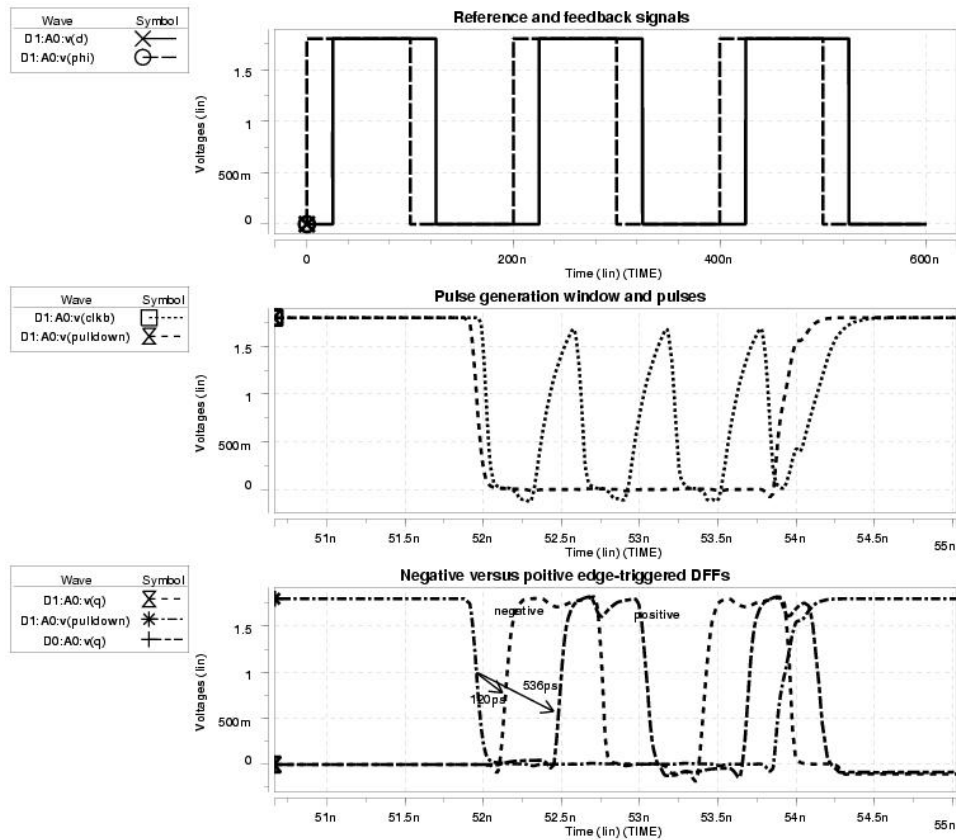 Reference and feedback signals
Wave Symbol
D1:A0:v(d)
D1:A0:v(phi)
Voltages (lin)
1.5
1
500m
0
0 200n 400n 600n
Time (lin) (TIME)
Pulse generation window and pulses
Wave Symbol
D1:A0:v(clkb)
D1:A0:v(pulldown)
Voltages (lin)
1.5
1
500m
0
51n 51.5n 52n 52.5n 53n 53.5n 54n 54.5n 55n
Time (lin) (TIME)
Negative versus poitive edge-triggered DFFs
Wave Symbol
D1:A0:v(q)
D1:A0:v(pulldown)
D0:A0:v(q)
Voltages (lin)
1.5
1
500m
0
negative
positive
536ps
120ps
51n 51.5n 52n 52.5n 53n 53.5n 54n 54.5n 55n
Time (lin) (TIME)